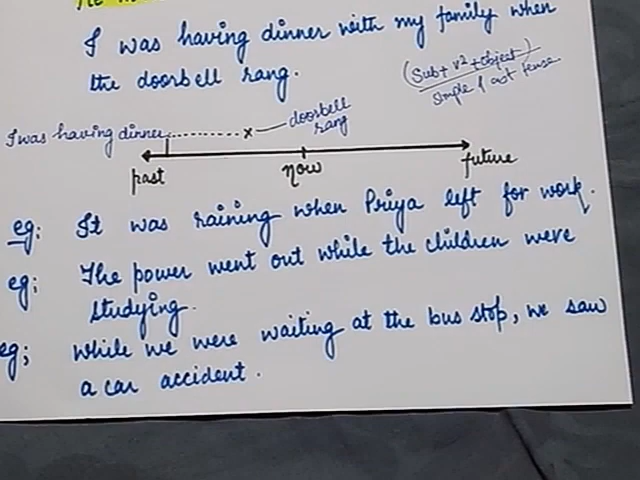 I was having dinner with my family when
the doorbell rang.
(Sub + V2 + object)
Simple Past tense
I was having dinner
doorbell
rang
past
now
future
eg: It was raining when Priya left for work.
eg: The power went out while the children were
studying.
eg; While we were waiting at the bus stop, we saw
a car accident.